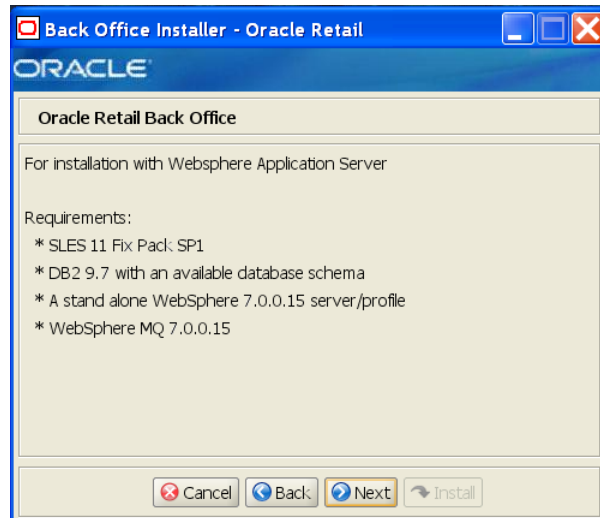 Back Office Installer - Oracle Retail
ORACLE
Oracle Retail Back Office
For installation with Websphere Application Server
Requirements:
* SLES 11 Fix Pack SP1
* DB2 9.7 with an available database schema
* A stand alone WebSphere 7.0.0.15 server/profile
* WebSphere MQ 7.0.0.15
Cancel Back Next Install